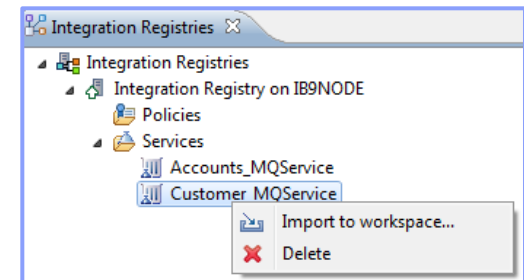 Integration Registries
Integration Registries
Integration Registry on IB9NODE
Policies
Services
Accounts_MQService
Customer_MQService
Import to workspace...
Delete